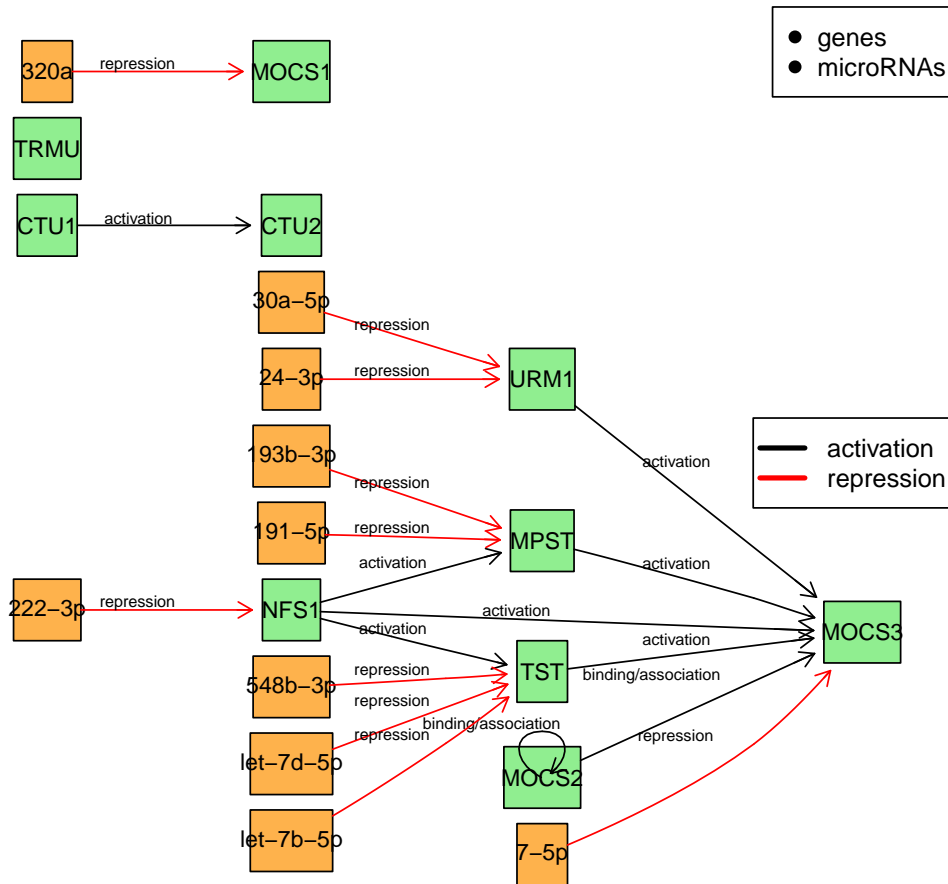 genes
microRNAs
320a
repression
MOCS1
TRMU
CTU1
activation
CTU2
30a−5p
repression
24−3p
repression
URM1
193b−3p
repression
activation
activation
repression
191−5p
repression
MPST
activation
activation
222−3p
repression
NFS1
activation
activation
MOCS3
activation
548b−3p
repression
TST
binding/association
repression
binding/association
repression
repression
let−7d−5p
MOCS2
let−7b−5p
7−5p